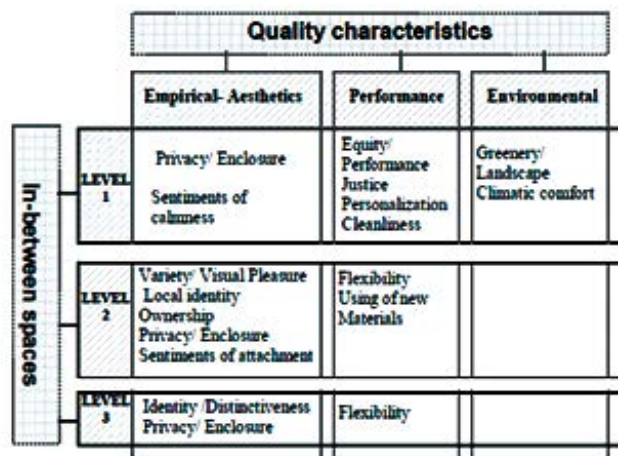 Quality characteristics
Empirical- Aesthetics
Performance
Environmental
In-between spaces
LEVEL
1
Privacy/ Enclosure
Sentiments of
calmness
Equity/
Performance
Justice
Personalization
Cleanliness
Greenery/
Landscape
Climatic comfort
LEVEL
2
Variety/ Visual Pleasure
Local identity
Ownership
Privacy/ Enclosure
Sentiments of attachment
Flexibility
Using of new
Materials
LEVEL
3
Identity /Distinctiveness
Privacy/ Enclosure
Flexibility